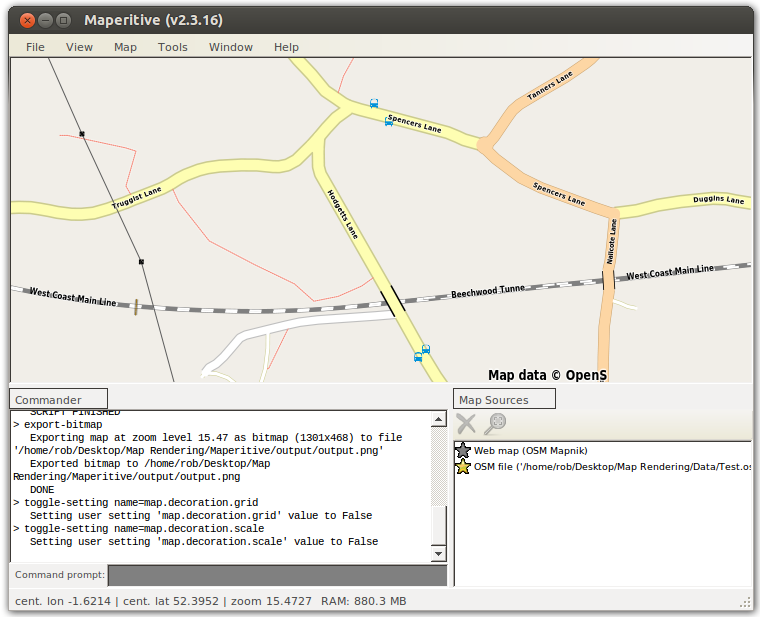 Maperitive (v2.3.16)
File View Map Tools Window Help
Tanners Lane
Spencers Lane
Spencers Lane
Truggist Lane
Hodgetts Lane
Duggins Lane
Nailcote Lane
West Coast Main Line
Beechwood Tunne
West Coast Main Line
Map data © OpenS
Commander
SCRIPT FINISHED
> export-bitmap
Exporting map at zoom level 15.47 as bitmap (1301x468) to file
'/home/rob/Desktop/Map Rendering/Maperitive/output/output.png'
Exported bitmap to /home/rob/Desktop/Map
Rendering/Maperitive/output/output.png
DONE
> toggle-setting name=map.decoration.grid
Setting user setting 'map.decoration.grid' value to False
> toggle-setting name=map.decoration.scale
Setting user setting 'map.decoration.scale' value to False
Command prompt:
Map Sources
Web map (OSM Mapnik)
OSM file ('/home/rob/Desktop/Map Rendering/Data/Test.os
cent. lon -1.6214 | cent. lat 52.3952 | zoom 15.4727 RAM: 880.3 MB